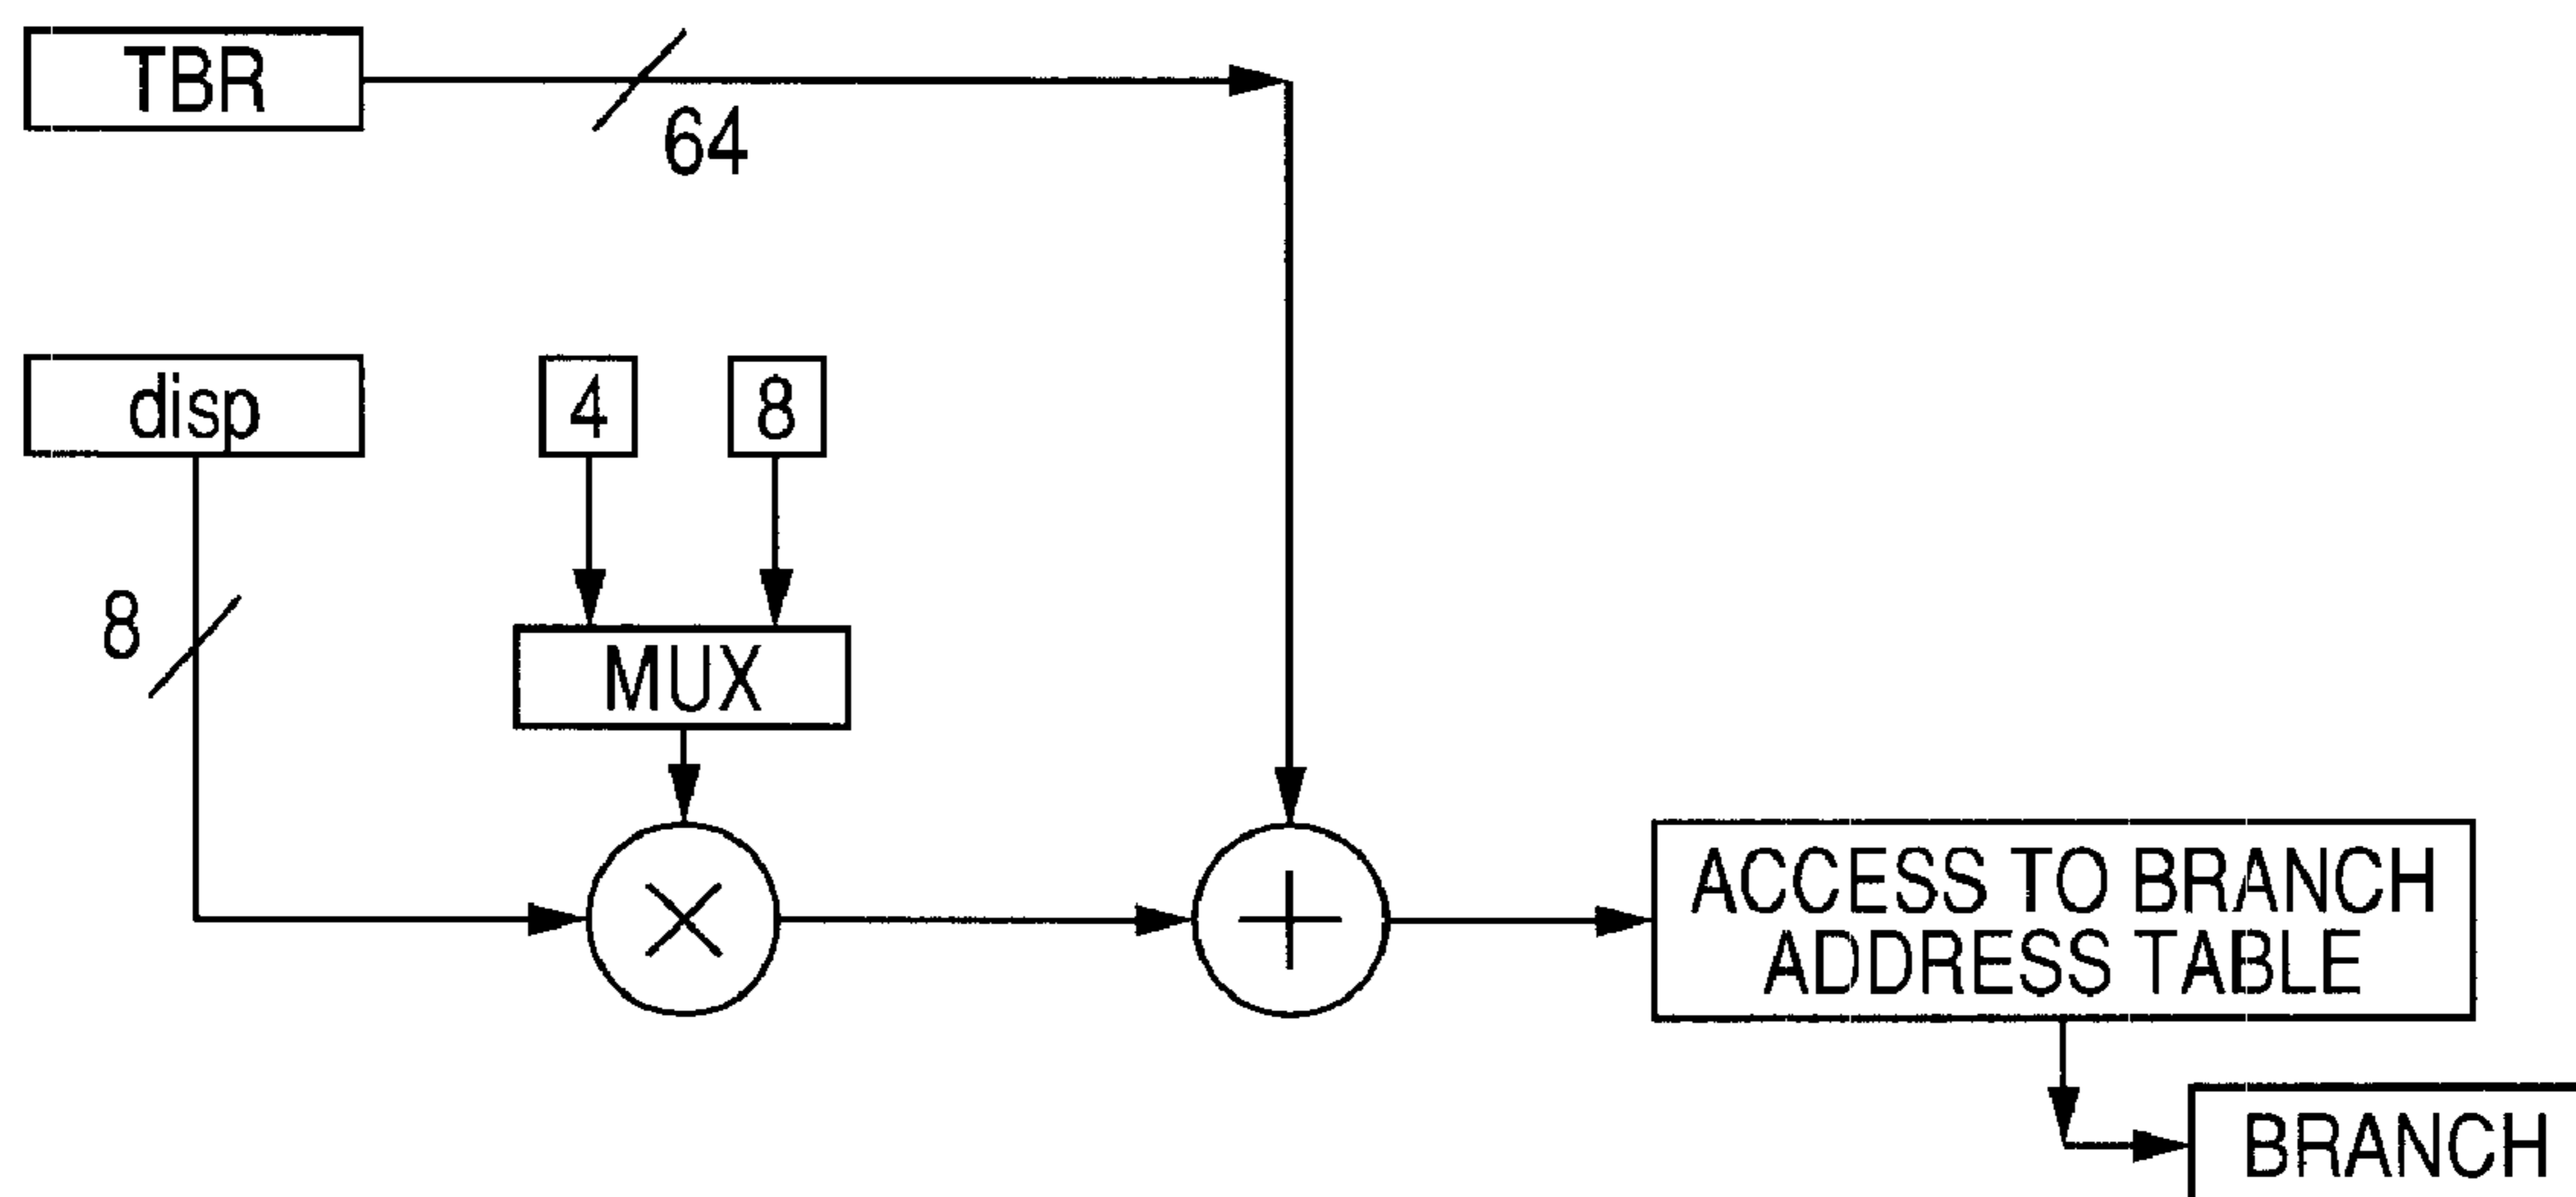 TBR
64
disp
4
8
8
MUX
ACCESS TO BRANCH
ADDRESS TABLE
BRANCH